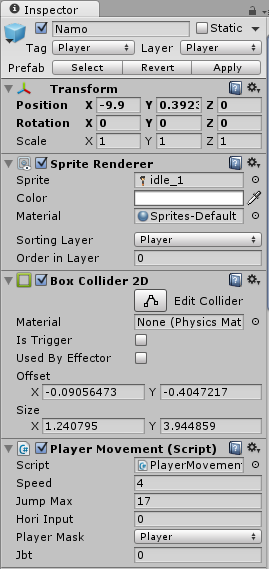 Inspector
Namo Static
Tag Player Layer Player
Prefab Select Revert Apply
Transform
Position X -9.9 Y 0.3923 Z 0
Rotation X 0 Y 0 Z 0
Scale X 1 Y 1 Z 1
Sprite Renderer
Sprite idle_1
Color
Material Sprites-Default
Sorting Layer Player
Order in Layer 0
Box Collider 2D
Edit Collider
Material None (Physics Mat
Is Trigger
Used By Effector
Offset
X -0.09056473 Y -0.4047217
Size
X 1.240795 Y 3.944859
Player Movement (Script)
Script PlayerMovement
Speed 4
Jump Max 17
Hori Input 0
Player Mask Player
Jbt 0